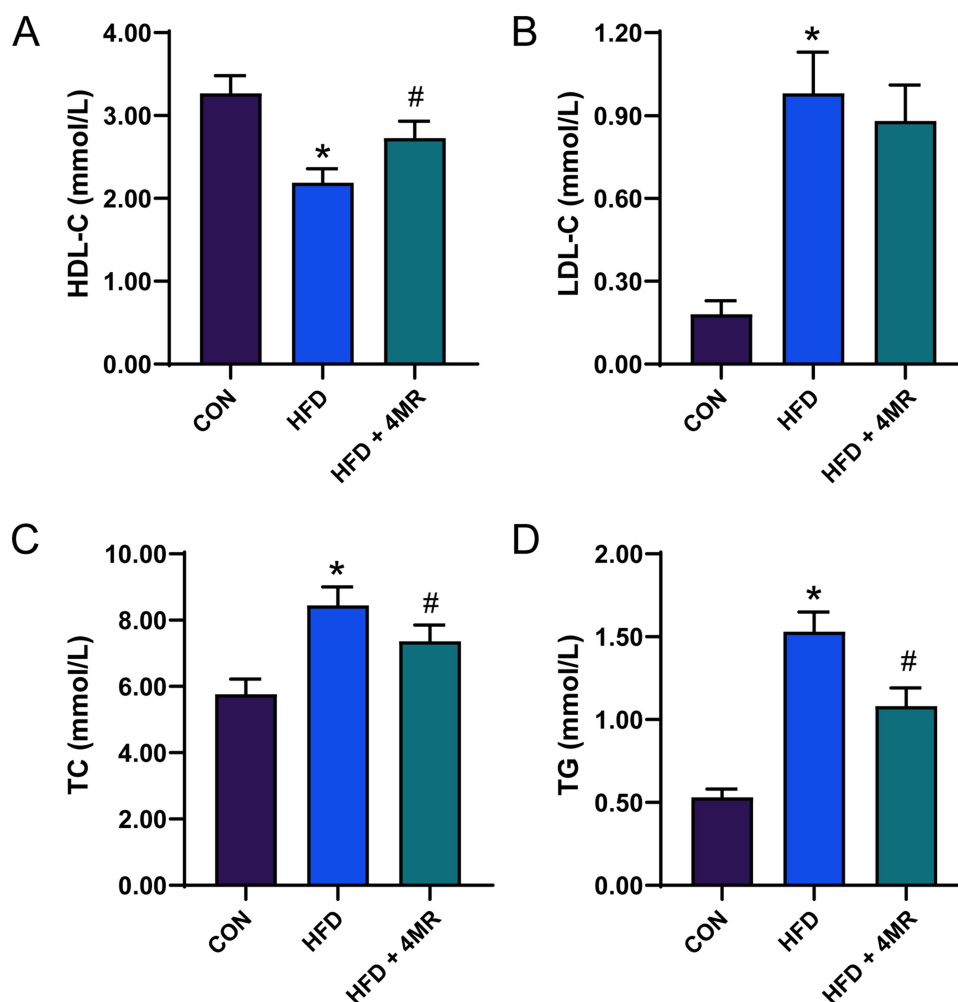 A
HDL-C (mmol/L)
4.00
3.00
2.00
1.00
0.00
*
#
CON
HFD
HFD + 4MR
B
LDL-C (mmol/L)
1.20
0.90
0.60
0.30
0.00
*
CON
HFD
HFD + 4MR
C
TC (mmol/L)
10.00
8.00
6.00
4.00
2.00
0.00
*
#
CON
HFD
HFD + 4MR
D
TG (mmol/L)
2.00
1.50
1.00
0.50
0.00
*
#
CON
HFD
HFD + 4MR